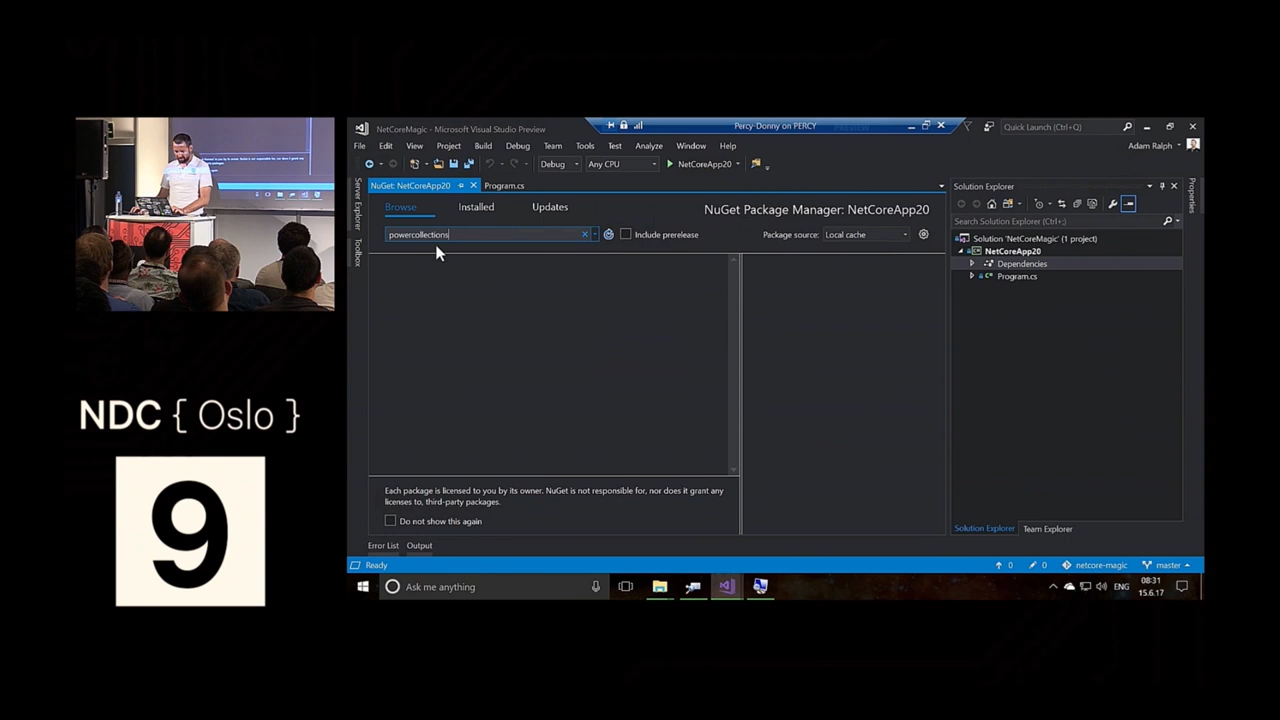 NetCoreMagic - Microsoft Visual Studio Preview
Percy-Donny on PERCY
Quick Launch (Ctrl+Q)
File Edit View Project Build Debug Team Tools Test Analyze Window Help
Adam Ralph
Debug Any CPU NetCoreApp20
Server Explorer
Toolbox
NuGet: NetCoreApp20 Program.cs
Browse Installed Updates
NuGet Package Manager: NetCoreApp20
powercollections
Include prerelease
Package source: Local cache
Each package is licensed to you by its owner. NuGet is not responsible for, nor does it grant any
licenses to, third-party packages.
Do not show this again
Solution Explorer
Search Solution Explorer (Ctrl+;)
Solution 'NetCoreMagic' (1 project)
NetCoreApp20
Dependencies
Program.cs
Properties
Solution Explorer Team Explorer
Error List Output
Ready
0 0 netcore-magic master
Ask me anything
ENG
08:31
15.6.17
NDC { Oslo }
9